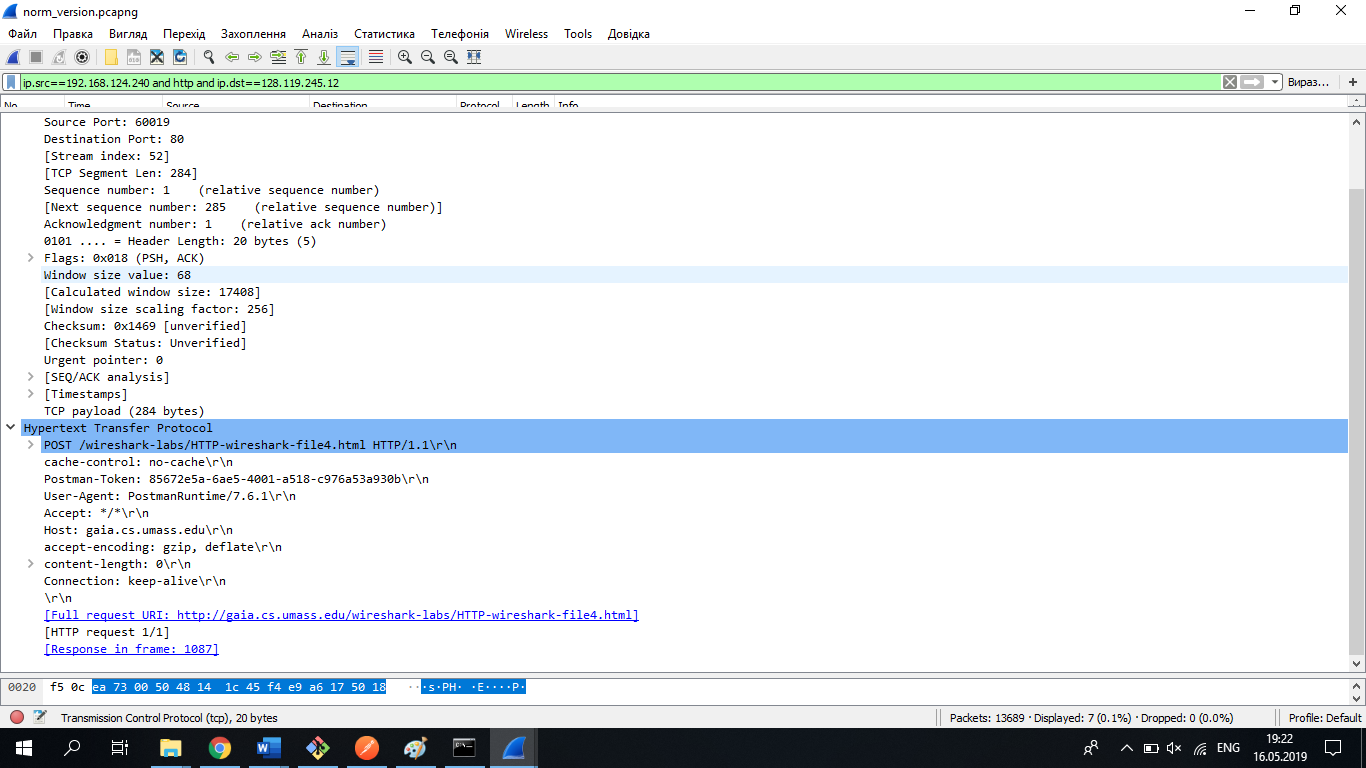 norm_version.pcapng
Файл Правка Вигляд Перехід Захоплення Аналіз Статистика Телефонія Wireless Tools Довідка
ip.src==192.168.124.240 and http and ip.dst==128.119.245.12 Вираз... +
No. Time Source Destination Protocol Length Info
Source Port: 60019
Destination Port: 80
[Stream index: 52]
[TCP Segment Len: 284]
Sequence number: 1 (relative sequence number)
[Next sequence number: 285 (relative sequence number)]
Acknowledgment number: 1 (relative ack number)
0101 .... = Header Length: 20 bytes (5)
Flags: 0x018 (PSH, ACK)
Window size value: 68
[Calculated window size: 17408]
[Window size scaling factor: 256]
Checksum: 0x1469 [unverified]
[Checksum Status: Unverified]
Urgent pointer: 0
[SEQ/ACK analysis]
[Timestamps]
TCP payload (284 bytes)
Hypertext Transfer Protocol
POST /wireshark-labs/HTTP-wireshark-file4.html HTTP/1.1\r\n
cache-control: no-cache\r\n
Postman-Token: 85672e5a-6ae5-4001-a518-c976a53a930b\r\n
User-Agent: PostmanRuntime/7.6.1\r\n
Accept: */*\r\n
Host: gaia.cs.umass.edu\r\n
accept-encoding: gzip, deflate\r\n
content-length: 0\r\n
Connection: keep-alive\r\n
\r\n
[Full request URI: http://gaia.cs.umass.edu/wireshark-labs/HTTP-wireshark-file4.html]
[HTTP request 1/1]
[Response in frame: 1087]
0020 f5 0c ea 73 00 50 48 14 1c 45 f4 e9 a6 17 50 18 ···s·PH· ·E····P·
Transmission Control Protocol (tcp), 20 bytes Packets: 13689 · Displayed: 7 (0.1%) · Dropped: 0 (0.0%) Profile: Default
ENG
19:22
16.05.2019